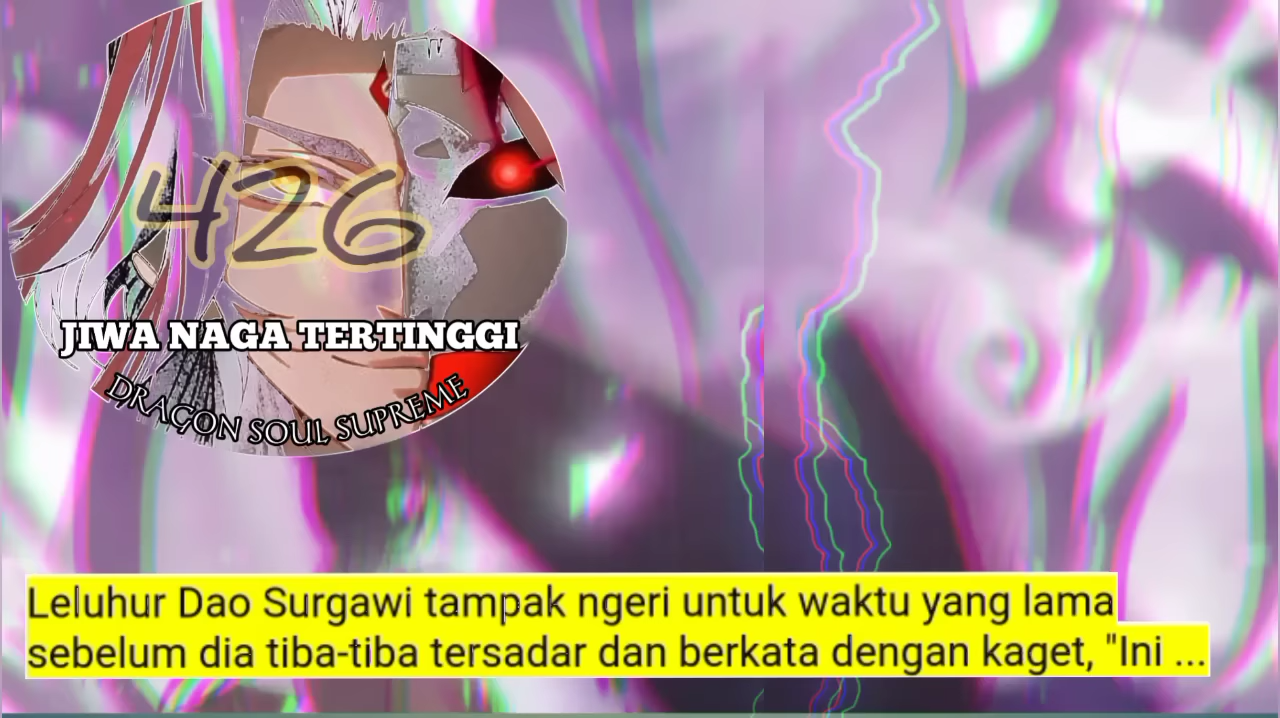 426
JIWA NAGA TERTINGGI
DRAGON SOUL SUPREME
Leluhur Dao Surgawi tampak ngeri untuk waktu yang lama
sebelum dia tiba-tiba tersadar dan berkata dengan kaget, "Ini ...